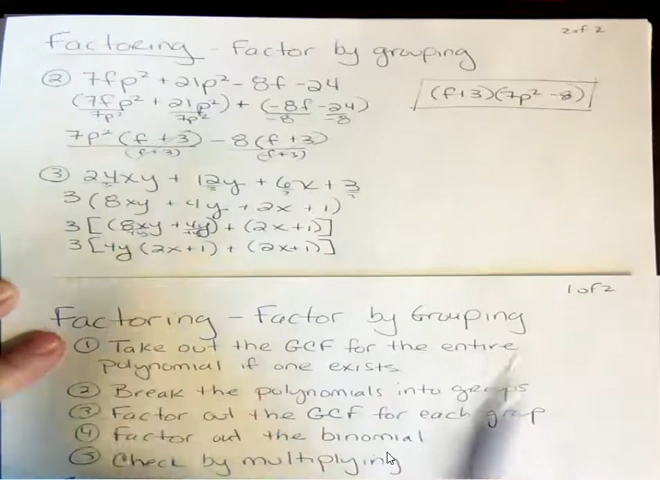 2 of 2
Factoring - Factor by grouping
② 7fp² + 21p² - 8f - 24
(7fp² + 21p²) + (-8f - 24)
7p² 7p² -8 -8
(f+3)(7p² - 8)
7p² (f + 3) - 8 (f + 3)
(f+3) (f+3)
③ 24xy + 12y + 6x + 3
3 3 3 3
3 (8xy + 4y + 2x + 1)
3 [(8xy + 4y) + (2x + 1)]
3 [4y (2x+1) + (2x+1)]
1 of 2
Factoring - Factor by Grouping
① Take out the GCF for the entire
polynomial if one exists
② Break the polynomials into groups
③ Factor out the GCF for each group
④ Factor out the binomial
⑤ Check by multiplying